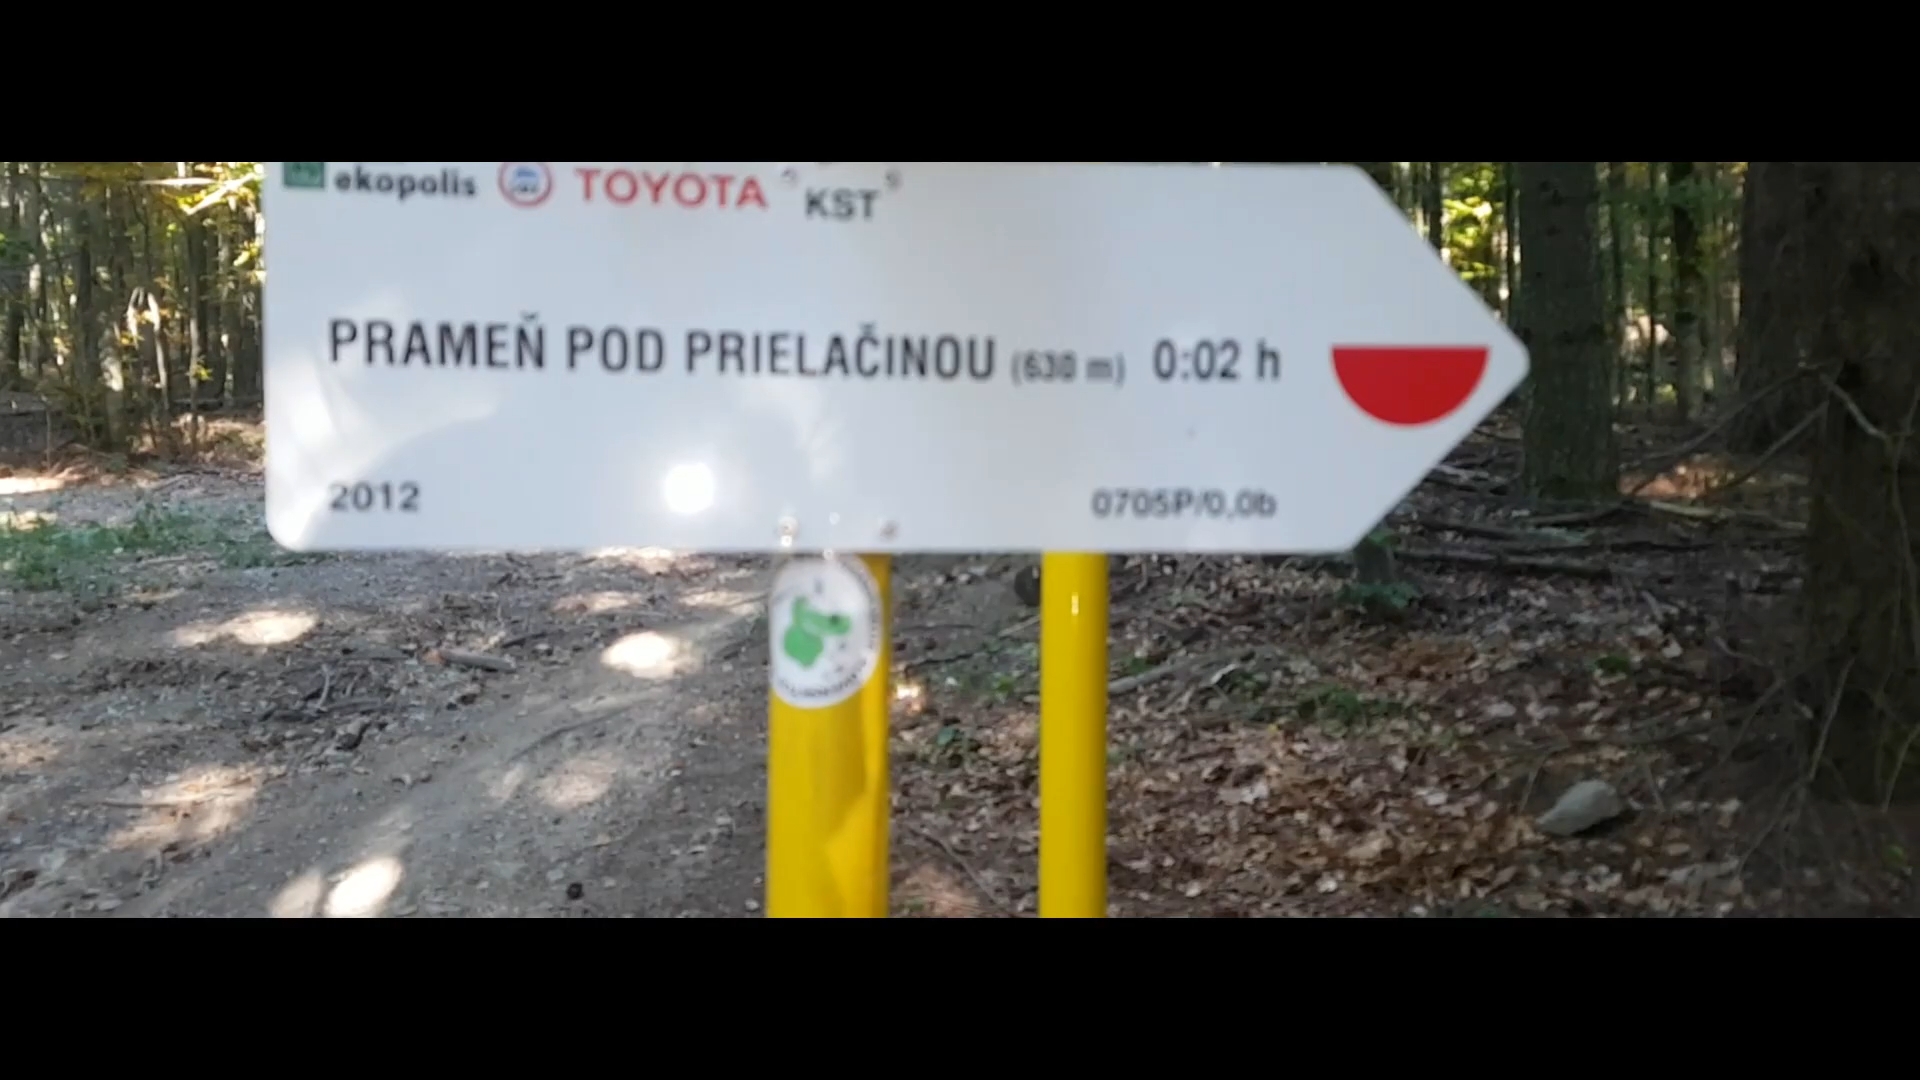 ekopolis TOYOTA KST
PRAMEŇ POD PRIELAČINOU (630 m) 0:02 h
2012 0705P/0,0b